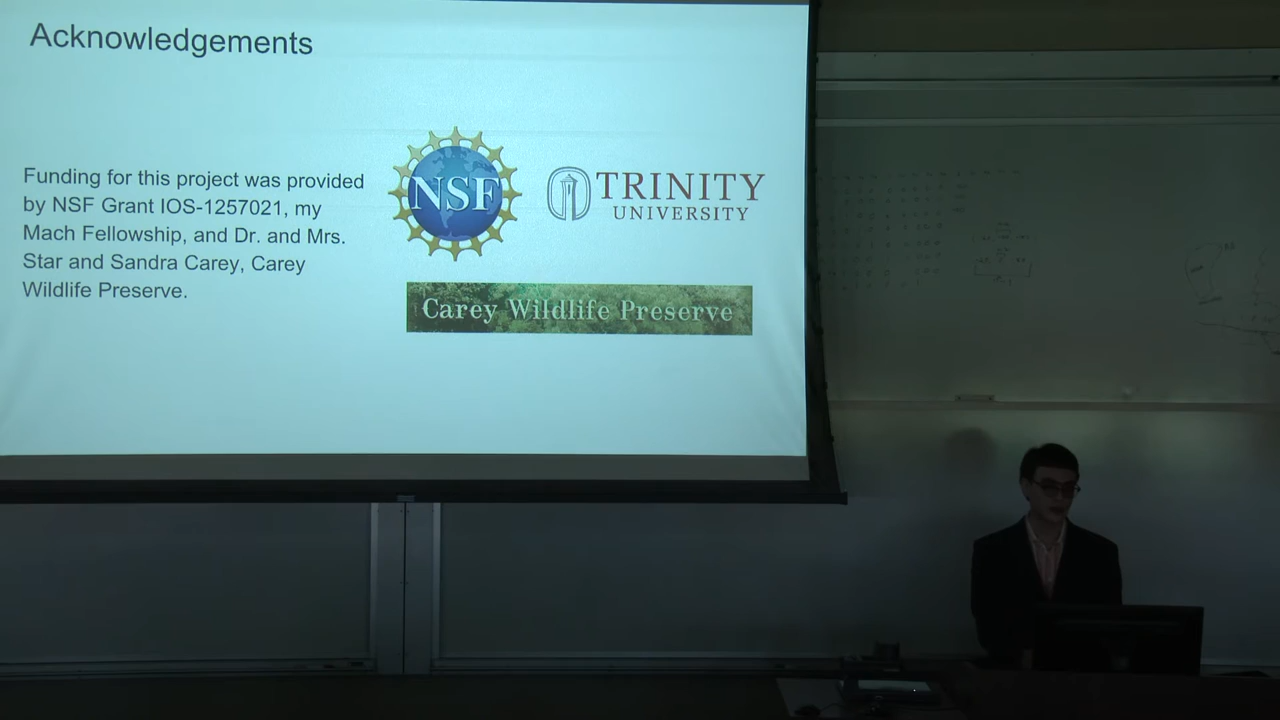 Acknowledgements
Funding for this project was provided
by NSF Grant IOS-1257021, my
Mach Fellowship, and Dr. and Mrs.
Star and Sandra Carey, Carey
Wildlife Preserve.
NSF
TRINITY
UNIVERSITY
Carey Wildlife Preserve